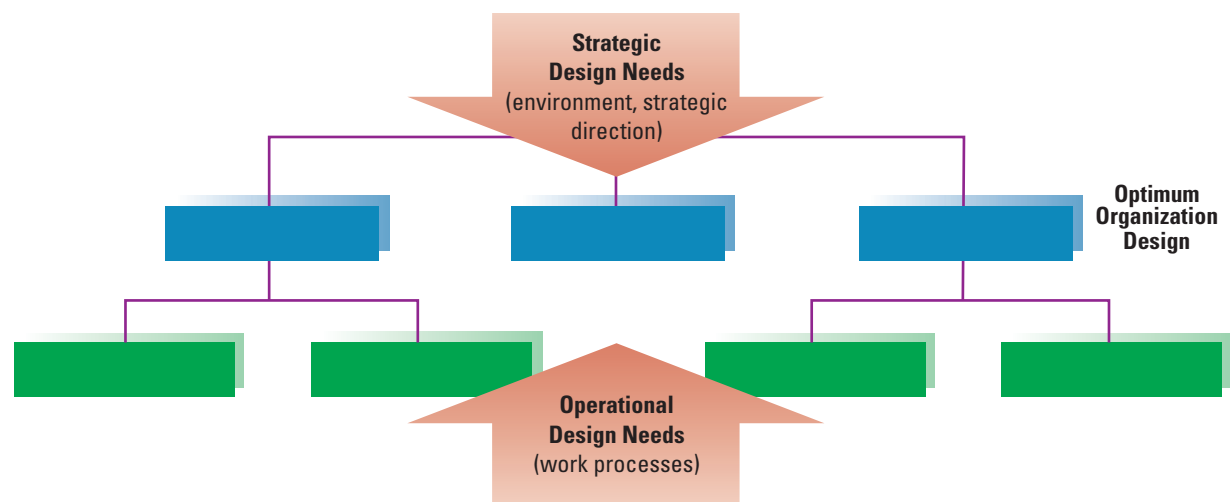 Strategic
Design Needs
(environment, strategic
direction)
Optimum
Organization
Design
Operational
Design Needs
(work processes)